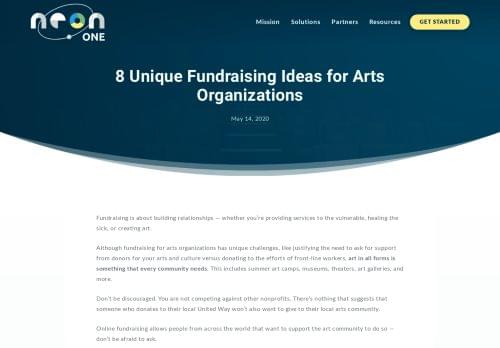 neon
ONE
Mission Solutions Partners Resources GET STARTED
8 Unique Fundraising Ideas for Arts
Organizations
May 14, 2020
Fundraising is about building relationships — whether you're providing services to the vulnerable, healing the
sick, or creating art.
Although fundraising for arts organizations has unique challenges, like justifying the need to ask for support
from donors for your arts and culture versus donating to the efforts of front-line workers, art in all forms is
something that every community needs. This includes summer art camps, museums, theaters, art galleries, and
more.
Don't be discouraged. You are not competing against other nonprofits. There's nothing that suggests that
someone who donates to their local United Way won't also want to give to their local arts community.
Online fundraising allows people from across the world that want to support the art community to do so —
don't be afraid to ask.